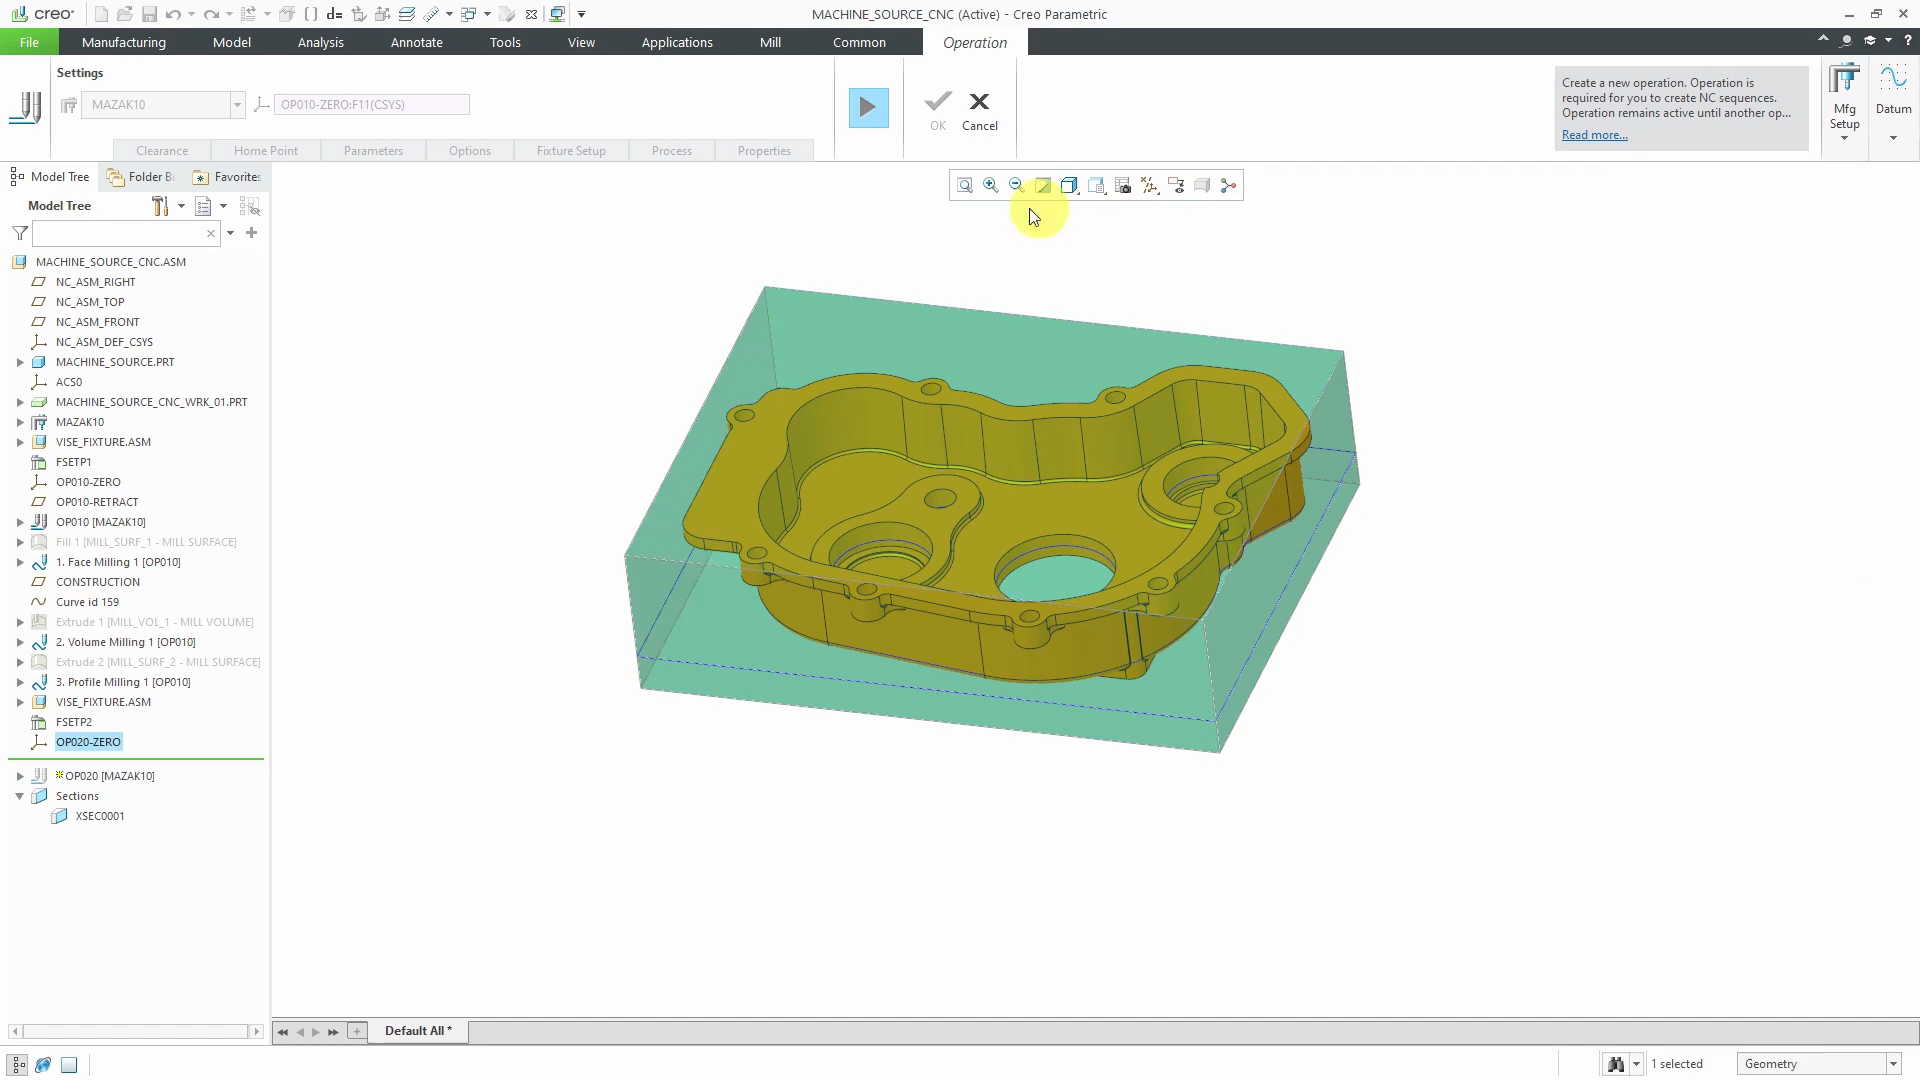 creo®
MACHINE_SOURCE_CNC (Active) - Creo Parametric
File
Manufacturing
Model
Analysis
Annotate
Tools
View
Applications
Mill
Common
Operation
Settings
MAZAK10
OP010-ZERO:F11(CSYS)
OK
Cancel
Create a new operation. Operation is
required for you to create NC sequences.
Operation remains active until another op...
Read more...
Mfg
Setup
Datum
Clearance
Home Point
Parameters
Options
Fixture Setup
Process
Properties
Model Tree
Folder Br
Favorites
Model Tree
MACHINE_SOURCE_CNC.ASM
NC_ASM_RIGHT
NC_ASM_TOP
NC_ASM_FRONT
NC_ASM_DEF_CSYS
MACHINE_SOURCE.PRT
ACS0
MACHINE_SOURCE_CNC_WRK_01.PRT
MAZAK10
VISE_FIXTURE.ASM
FSETP1
OP010-ZERO
OP010-RETRACT
OP010 [MAZAK10]
Fill 1 [MILL_SURF_1 - MILL SURFACE]
1. Face Milling 1 [OP010]
CONSTRUCTION
Curve id 159
Extrude 1 [MILL_VOL_1 - MILL VOLUME]
2. Volume Milling 1 [OP010]
Extrude 2 [MILL_SURF_2 - MILL SURFACE]
3. Profile Milling 1 [OP010]
VISE_FIXTURE.ASM
FSETP2
OP020-ZERO
OP020 [MAZAK10]
Sections
XSEC0001
Default All *
1 selected
Geometry